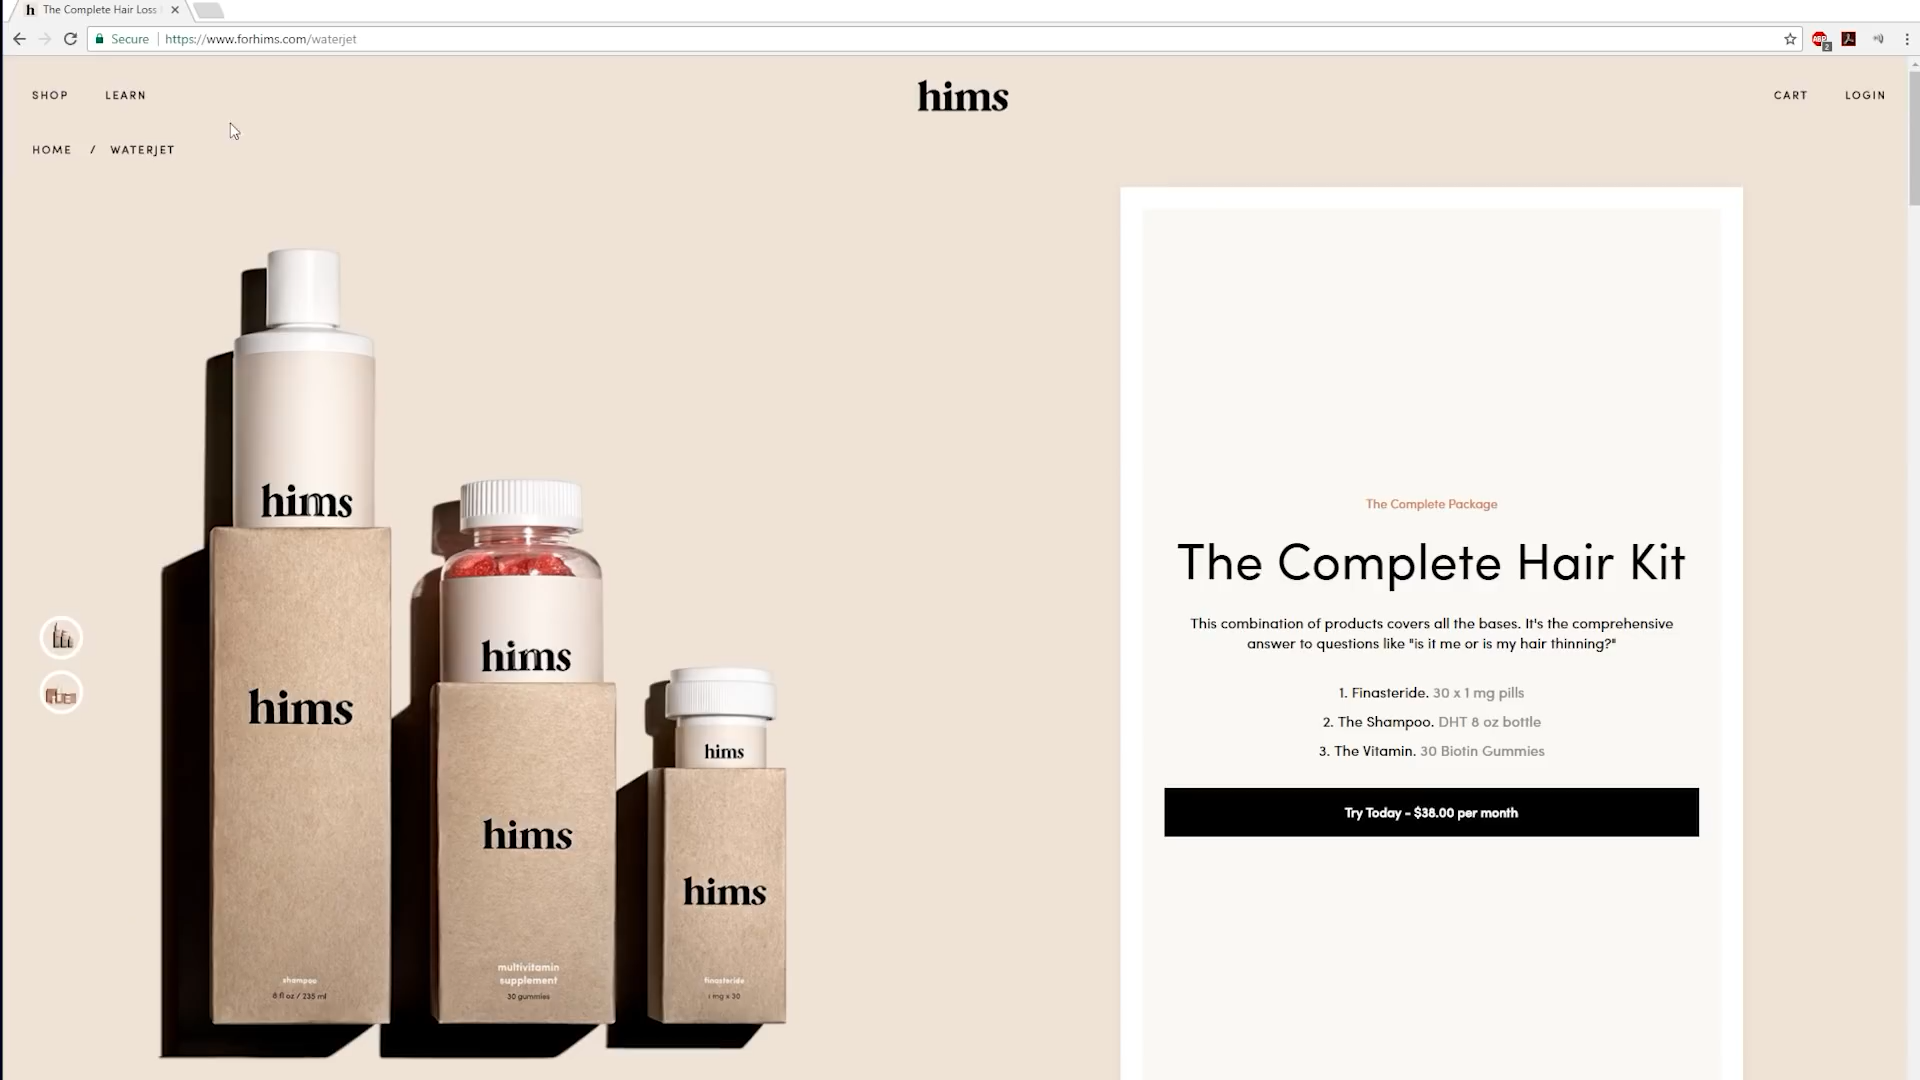 The Complete Hair Loss
Secure
https://www.forhims.com/waterjet
ABP
2
SHOP
LEARN
hims
CART
LOGIN
HOME / WATERJET
hims
hims
hims
hims
hims
hims
shampoo
8 fl oz / 235 ml
multivitamin
supplement
30 gummies
finasteride
1 mg x 30
The Complete Package
The Complete Hair Kit
This combination of products covers all the bases. It's the comprehensive
answer to questions like "is it me or is my hair thinning?"
1. Finasteride. 30 x 1 mg pills
2. The Shampoo. DHT 8 oz bottle
3. The Vitamin. 30 Biotin Gummies
Try Today - $38.00 per month